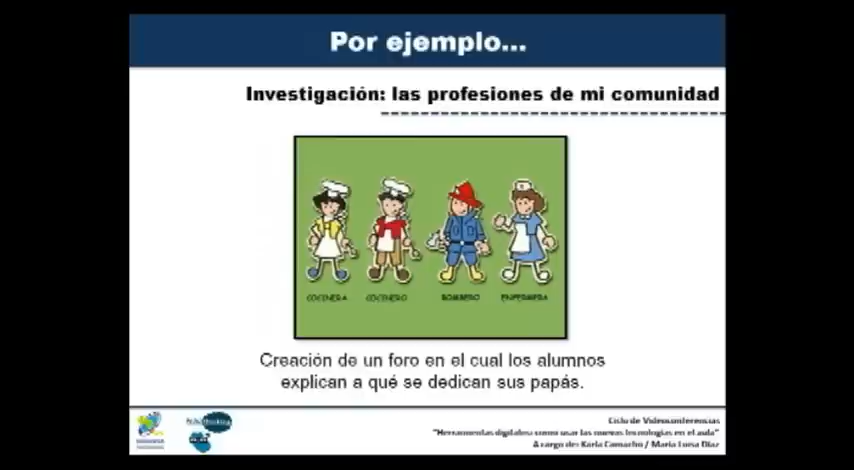 Por ejemplo...
Investigación: las profesiones de mi comunidad
COCINERA COCINERO BOMBERO ENFERMERA
Creación de un foro en el cual los alumnos
explican a qué se dedican sus papás.
Ciclo de Videoconferencias
"Herramientas digitales: como usar las nuevas tecnologías en el aula"
A cargo de: Karla Camacho / María Luisa Díaz